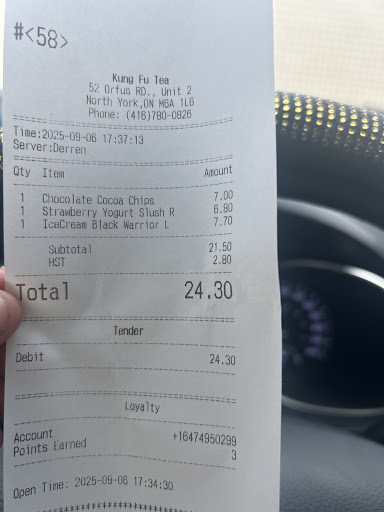 #<58>
Kung Fu Tea
52 Orfus RD., Unit 2
North York,ON M6A 1L6
Phone: (416)780-0826
Time:2025-09-06 17:37:13
Server:Derren
Qty Item Amount
1 Chocolate Cocoa Chips 7.00
1 Strawberry Yogurt Slush R 6.80
1 IceCream Black Warrior L 7.70
Subtotal 21.50
HST 2.80
Total 24.30
Tender
Debit 24.30
Loyalty
Account +16474950299
Points Earned 3
Open Time: 2025-09-06 17:34:30